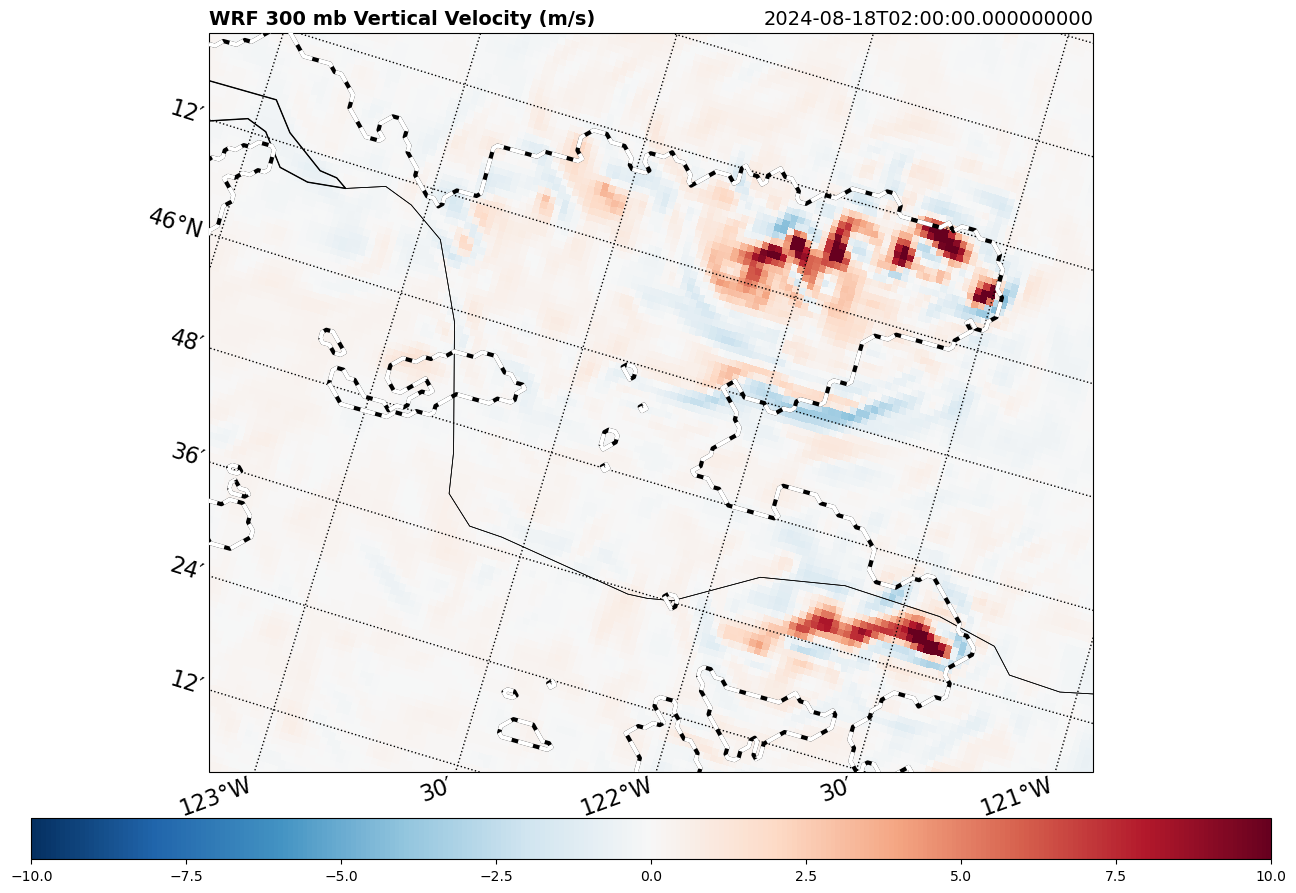 WRF 300 mb Vertical Velocity (m/s) 2024-08-18T02:00:00.000000000
12′
46°N
48′
36′
24′
12′
123°W 30′ 122°W 30′ 121°W
−10.0 −7.5 −5.0 −2.5 0.0 2.5 5.0 7.5 10.0